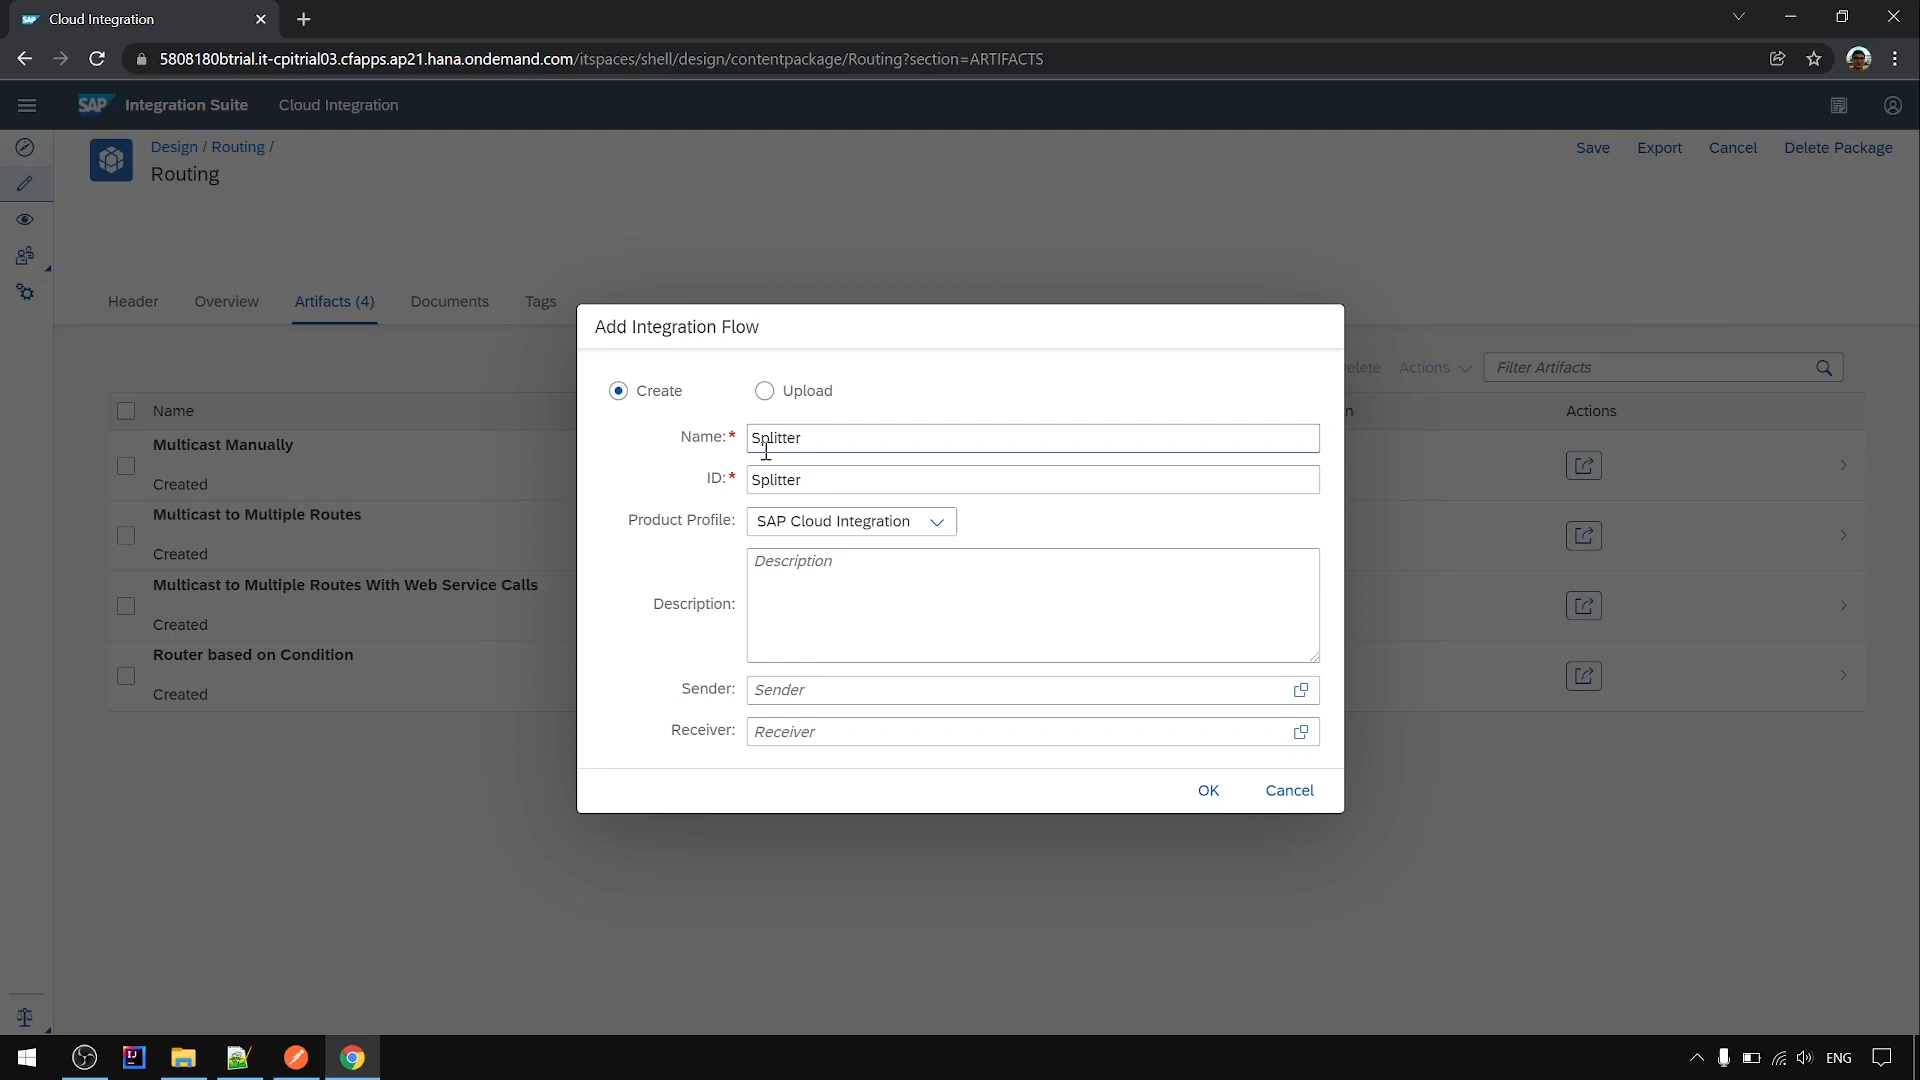 Cloud Integration
5808180btrial.it-cpitrial03.cfapps.ap21.hana.ondemand.com/itspaces/shell/design/contentpackage/Routing?section=ARTIFACTS
SAP Integration Suite Cloud Integration
Design / Routing /
Routing
Save Export Cancel Delete Package
Header Overview Artifacts (4) Documents Tags
Add Integration Flow
Create Upload
Name:* Splitter
ID:* Splitter
Product Profile: SAP Cloud Integration
Description: Description
Sender: Sender
Receiver: Receiver
OK Cancel
Actions Filter Artifacts
Name Actions
Multicast Manually
Created
Multicast to Multiple Routes
Created
Multicast to Multiple Routes With Web Service Calls
Created
Router based on Condition
Created
ENG